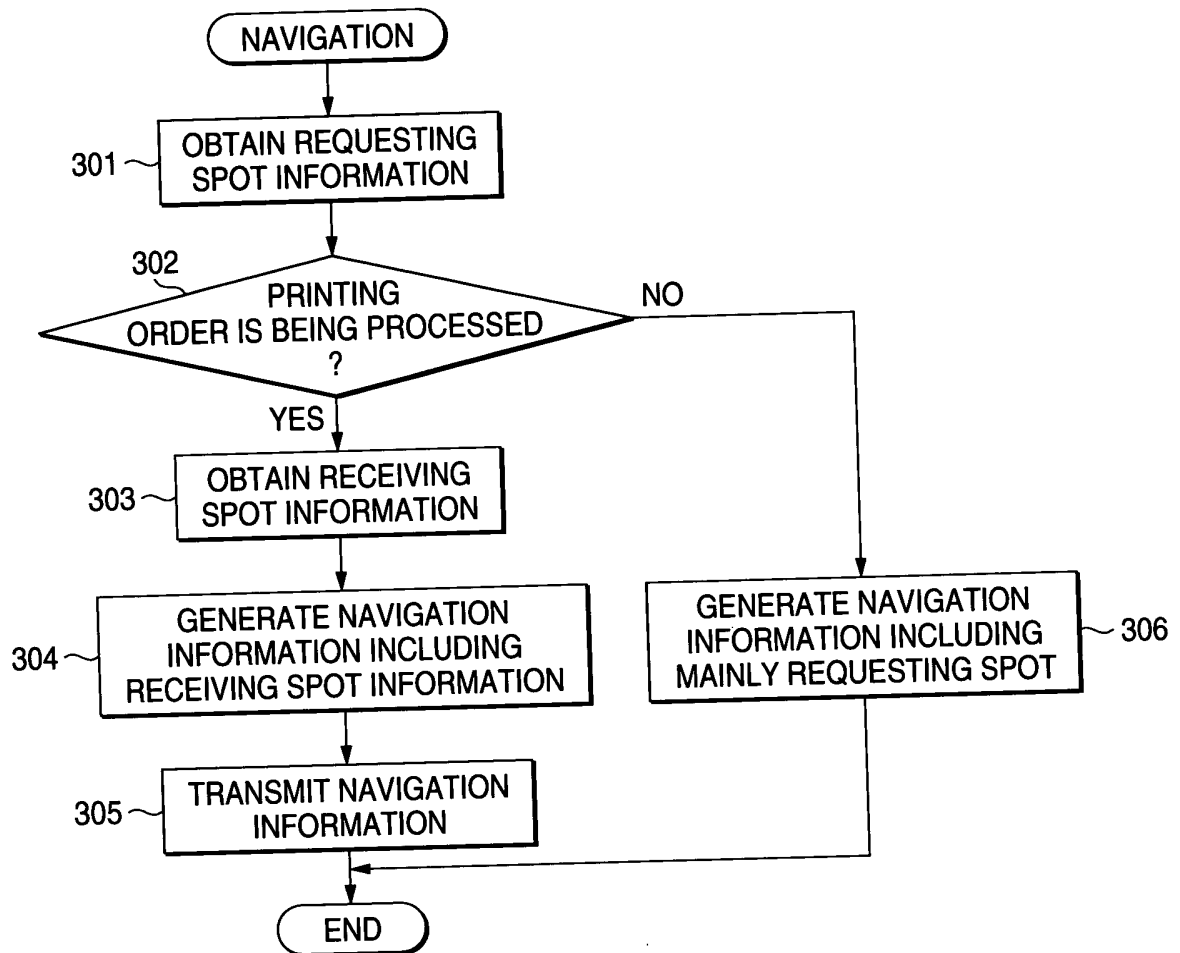 NAVIGATION
301
OBTAIN REQUESTING
SPOT INFORMATION
302
PRINTING
ORDER IS BEING PROCESSED
?
NO
YES
303
OBTAIN RECEIVING
SPOT INFORMATION
304
GENERATE NAVIGATION
INFORMATION INCLUDING
RECEIVING SPOT INFORMATION
GENERATE NAVIGATION
INFORMATION INCLUDING
MAINLY REQUESTING SPOT
306
305
TRANSMIT NAVIGATION
INFORMATION
END